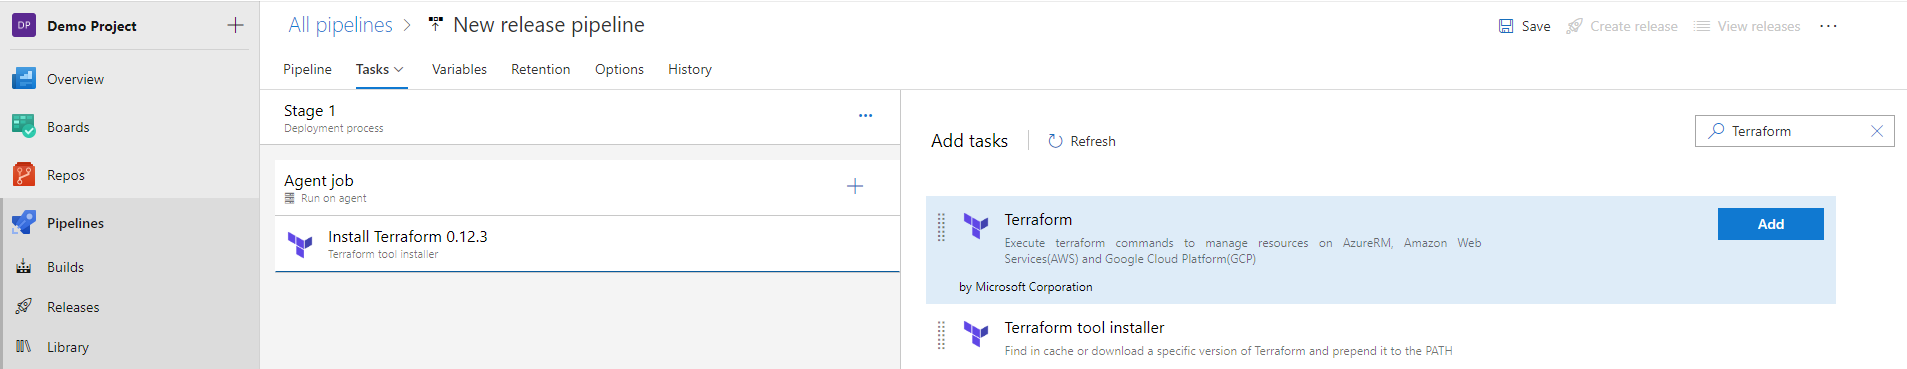 DP Demo Project
Overview
Boards
Repos
Pipelines
Builds
Releases
Library
All pipelines > New release pipeline
Save Create release View releases ...
Pipeline Tasks Variables Retention Options History
Stage 1
Deployment process
Agent job
Run on agent
Install Terraform 0.12.3
Terraform tool installer
Add tasks Refresh
Terraform
Terraform
Execute terraform commands to manage resources on AzureRM, Amazon Web
Services(AWS) and Google Cloud Platform(GCP)
by Microsoft Corporation
Add
Terraform tool installer
Find in cache or download a specific version of Terraform and prepend it to the PATH